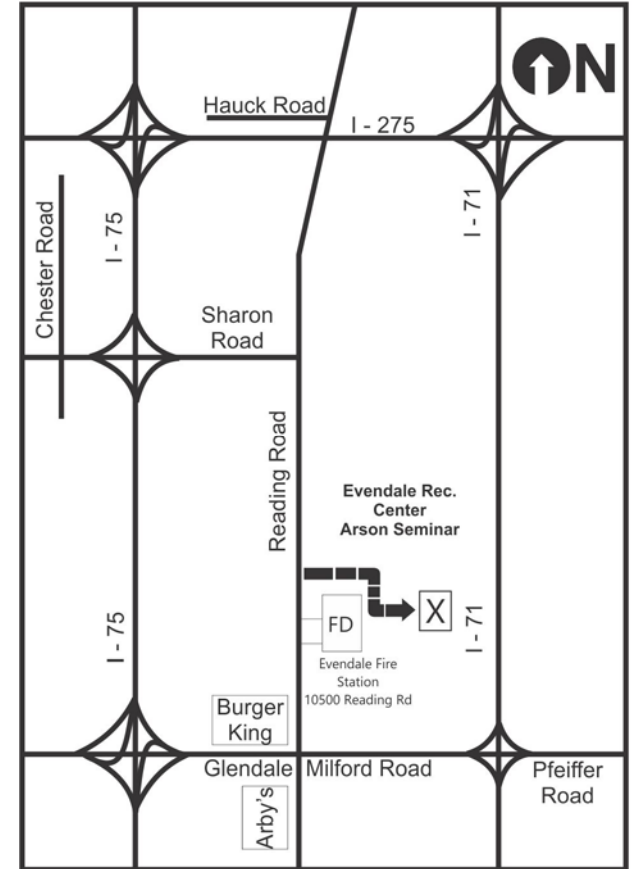 N
Hauck Road
I - 275
I - 75
I - 71
Chester Road
Sharon
Road
Reading Road
Evendale Rec.
Center
Arson Seminar
X
FD
I - 75
I - 71
Evendale Fire
Station
10500 Reading Rd
Burger
King
Glendale Milford Road
Pfeiffer
Road
Arby's